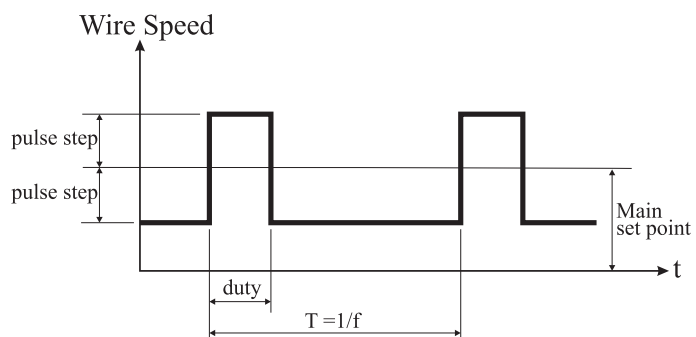 Wire Speed
pulse step
pulse step
Main
set point
t
duty
T =1/f